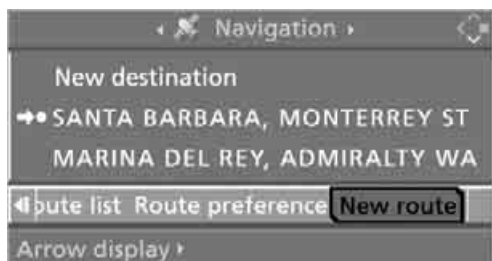 Navigation
New destination
SANTA BARBARA, MONTERREY ST
MARINA DEL REY, ADMIRALTY WA
oute list Route preference New route
Arrow display